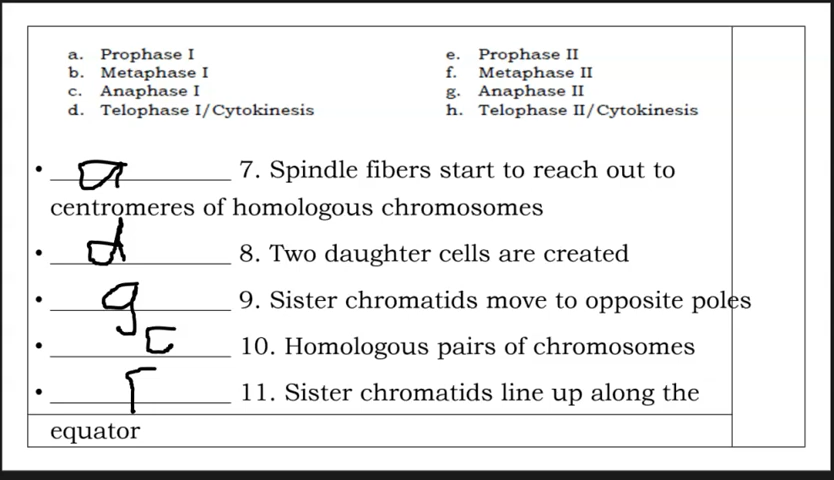 a. Prophase I e. Prophase II
b. Metaphase I f. Metaphase II
c. Anaphase I g. Anaphase II
d. Telophase I/Cytokinesis h. Telophase II/Cytokinesis
• a 7. Spindle fibers start to reach out to
centromeres of homologous chromosomes
• d 8. Two daughter cells are created
• g 9. Sister chromatids move to opposite poles
• c 10. Homologous pairs of chromosomes
• 11. Sister chromatids line up along the
equator